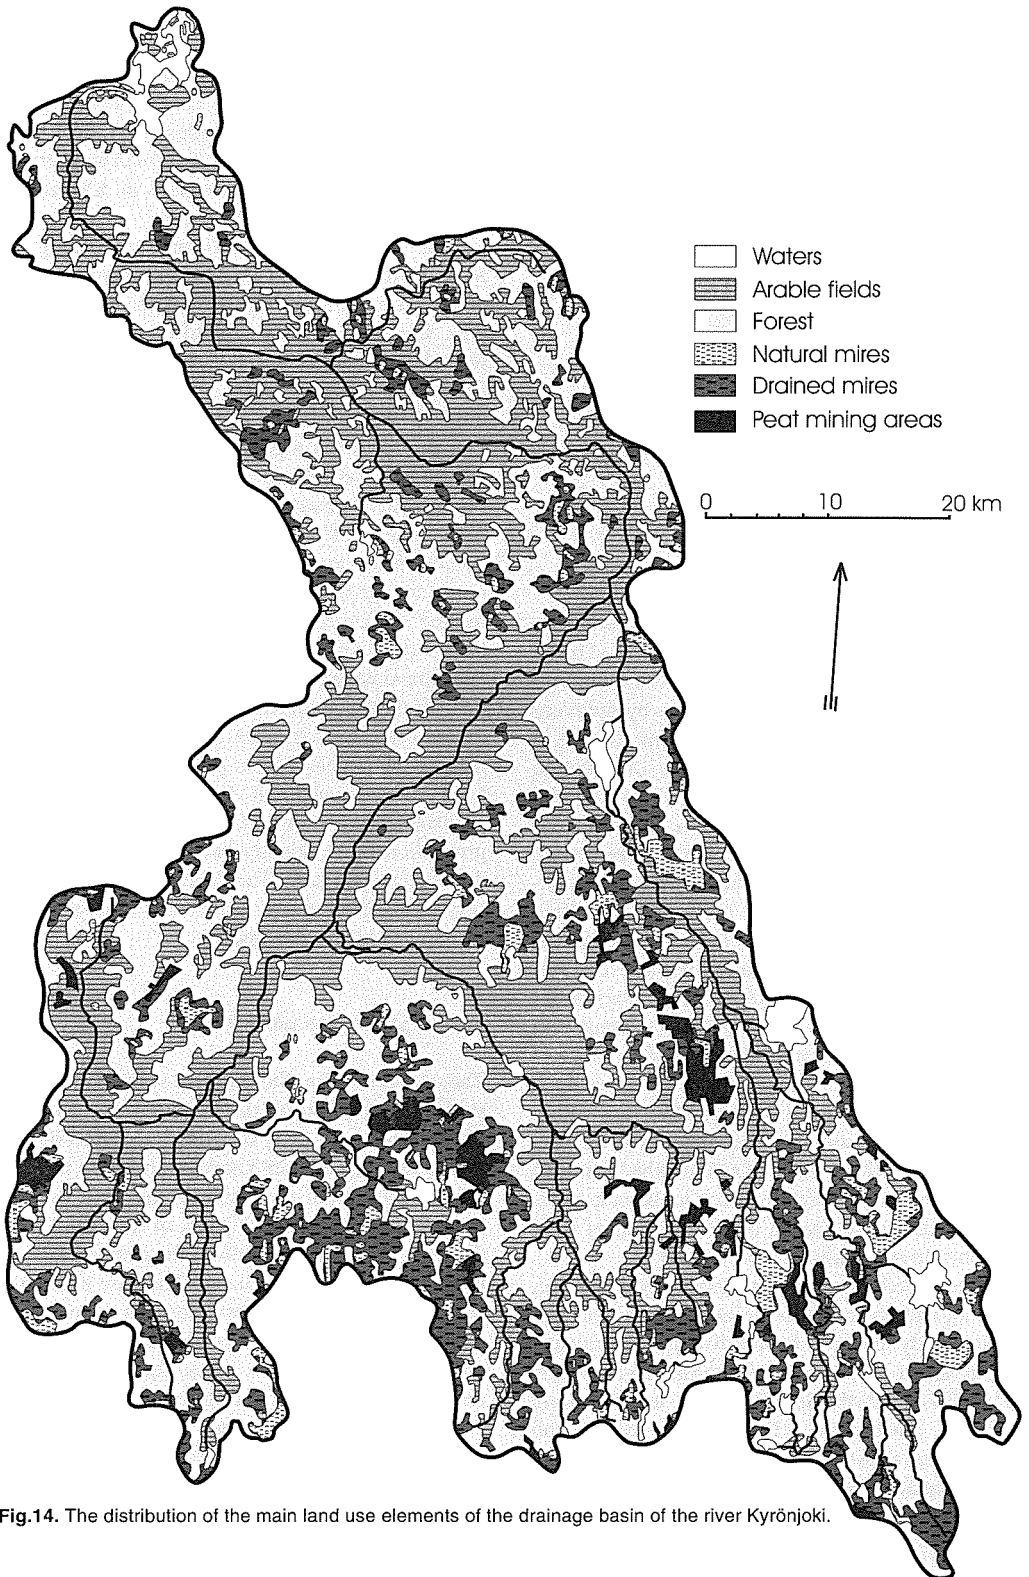 Waters
Arable fields
Forest
Natural mires
Drained mires
Peat mining areas
0 10 20 km
Fig.14. The distribution of the main land use elements of the drainage basin of the river Kyrönjoki.